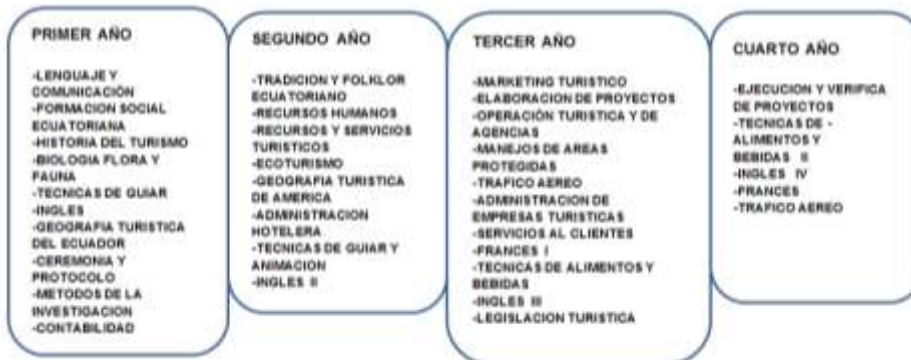 PRIMER AÑO
-LENGUAJE Y
COMUNICACIÓN
-FORMACION SOCIAL
ECUATORIANA
-HISTORIA DEL TURISMO
-BIOLOGIA FLORA Y
FAUNA
-TECNICAS DE GUIAR
-INGLES
-GEOGRAFIA TURISTICA
DEL ECUADOR
-CEREMONIA Y
PROTOCOLO
-METODOS DE LA
INVESTIGACION
-CONTABILIDAD
SEGUNDO AÑO
-TRADICION Y FOLKLOR
ECUATORIANO
-RECURSOS HUMANOS
-RECURSOS Y SERVICIOS
TURISTICOS
-ECOTURISMO
-GEOGRAFIA TURISTICA
DE AMERICA
-ADMINISTRACION
HOTELERA
-TECNICAS DE GUIAR Y
ANIMACION
-INGLES II
TERCER AÑO
-MARKETING TURISTICO
-ELABORACION DE PROYECTOS
-OPERACIÓN TURISTICA Y DE
AGENCIAS
-MANEJOS DE AREAS
PROTEGIDAS
-TRAFICO AEREO
-ADMINISTRACION DE
EMPRESAS TURISTICAS
-SERVICIOS AL CLIENTES
-FRANCES I
-TECNICAS DE ALIMENTOS Y
BEBIDAS
-INGLES III
-LEGISLACION TURISTICA
CUARTO AÑO
-EJECUCION Y VERIFICA
DE PROYECTOS
-TECNICAS DE -
ALIMENTOS Y
BEBIDAS II
-INGLES IV
-FRANCES
-TRAFICO AEREO